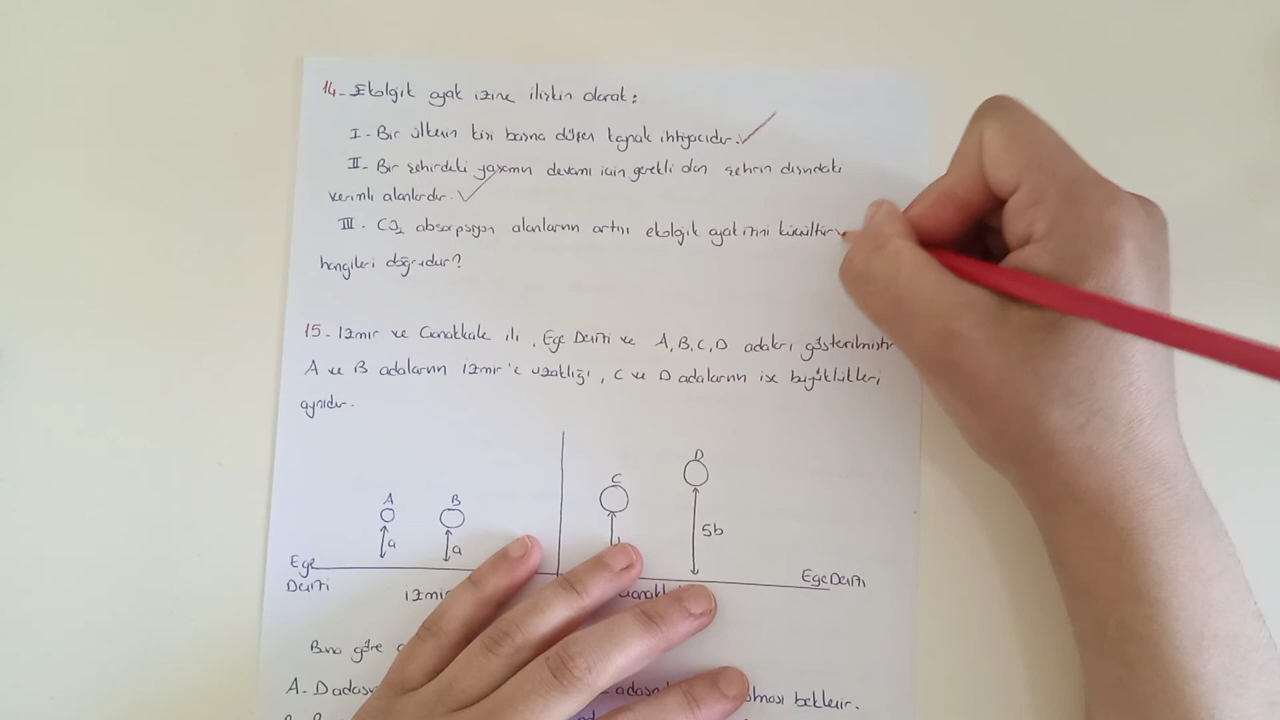 14- Ekolojik ayak izine ilişkin olarak:
I- Bir ülkenin kişi başına düşen kaynak ihtiyacıdır.
II- Bir şehirdeki yaşamın devamı için gerekli olan şehrin dışındaki
verimli alanlardır.
III- CO2 absorpsiyon alanlarının artışı ekolojik ayak izini küçültür
hangileri doğrudur?
15- İzmir ve Çanakkale ili, Ege Denizi ve A, B, C, D adaları gösterilmiştir
A ve B adalarının İzmir'e uzaklığı, C ve D adalarının ise büyüklükleri
aynıdır.
A B C D
a a 5b
Ege Denizi
Ege Denizi
İzmir
Buna göre
A- D adası
beklenir.